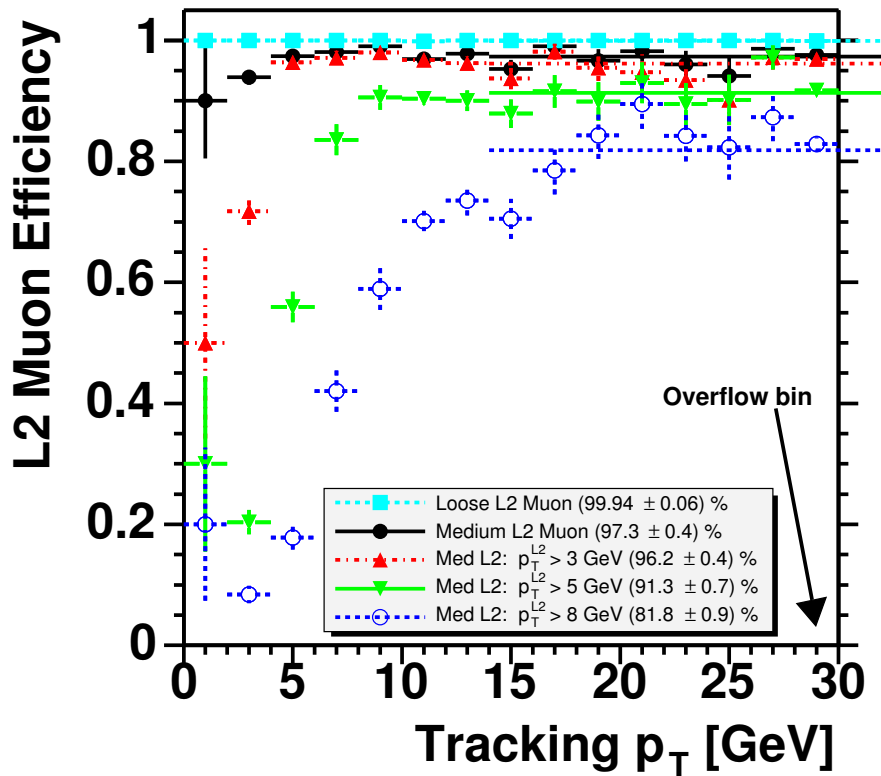 L2 Muon Efficiency
1
0.8
0.6
0.4
0.2
0
Overflow bin
Loose L2 Muon (99.94 ± 0.06) %
Medium L2 Muon (97.3 ± 0.4) %
Med L2: p_T^L2 > 3 GeV (96.2 ± 0.4) %
Med L2: p_T^L2 > 5 GeV (91.3 ± 0.7) %
Med L2: p_T^L2 > 8 GeV (81.8 ± 0.9) %
0 5 10 15 20 25 30
Tracking p_T [GeV]